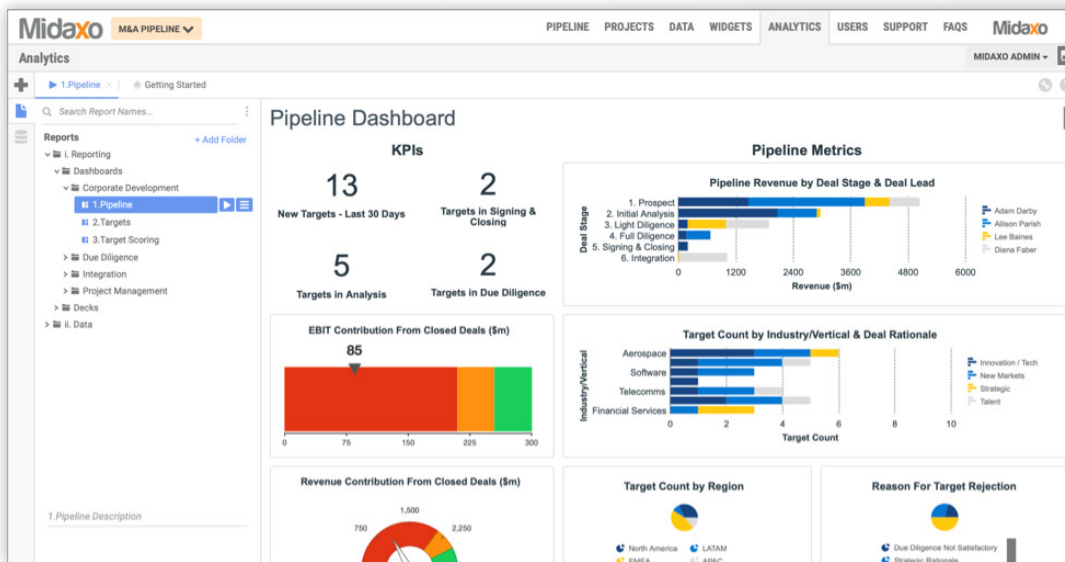 Midaxo
M&A PIPELINE
PIPELINE PROJECTS DATA WIDGETS ANALYTICS USERS SUPPORT FAQS Midaxo
Analytics
MIDAXO ADMIN
1.Pipeline
Getting Started
Search Report Names...
Reports
+ Add Folder
i. Reporting
Dashboards
Corporate Development
1.Pipeline
2.Targets
3.Target Scoring
Due Diligence
Integration
Project Management
Decks
ii. Data
1.Pipeline Description
Pipeline Dashboard
KPIs
13
New Targets - Last 30 Days
2
Targets in Signing &
Closing
5
Targets in Analysis
2
Targets in Due Diligence
Pipeline Metrics
Pipeline Revenue by Deal Stage & Deal Lead
Deal Stage
1. Prospect
2. Initial Analysis
3. Light Diligence
4. Full Diligence
5. Signing & Closing
6. Integration
0 1200 2400 3600 4800 6000
Revenue ($m)
Adam Darby
Allison Parish
Lee Baines
Diana Faber
EBIT Contribution From Closed Deals ($m)
85
0 75 150 225 300
Target Count by Industry/Vertical & Deal Rationale
Industry/Vertical
Aerospace
Software
Telecomms
Financial Services
0 2 4 6 8 10
Target Count
Innovation / Tech
New Markets
Strategic
Talent
Revenue Contribution From Closed Deals ($m)
750 1,500 2,250
Target Count by Region
North America LATAM
EMEA APAC
Reason For Target Rejection
Due Diligence Not Satisfactory
Strategic Rationale